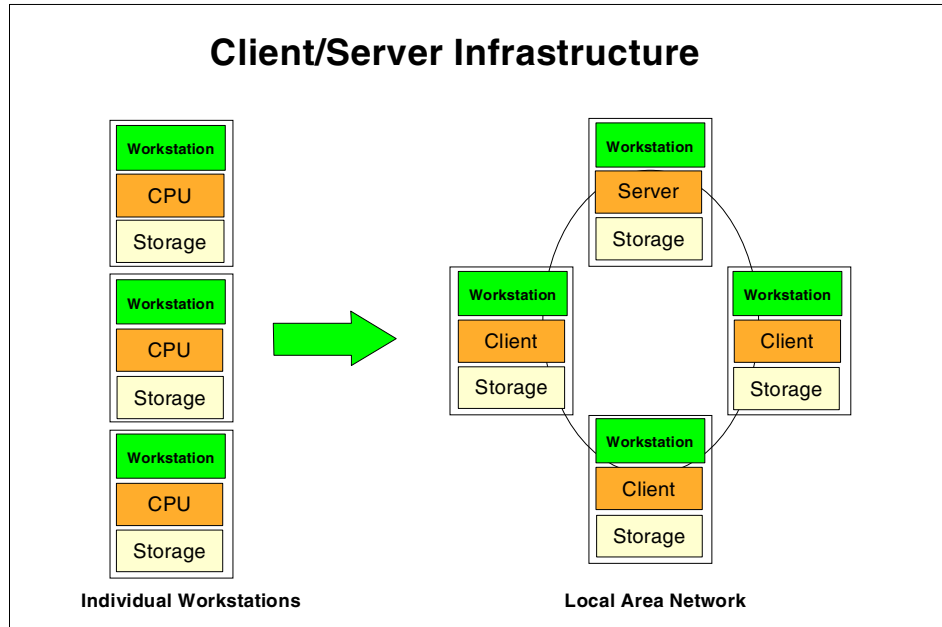 Client/Server Infrastructure
Workstation
CPU
Storage
Workstation
CPU
Storage
Workstation
CPU
Storage
Individual Workstations
Workstation
Server
Storage
Workstation
Client
Storage
Workstation
Client
Storage
Workstation
Client
Storage
Local Area Network